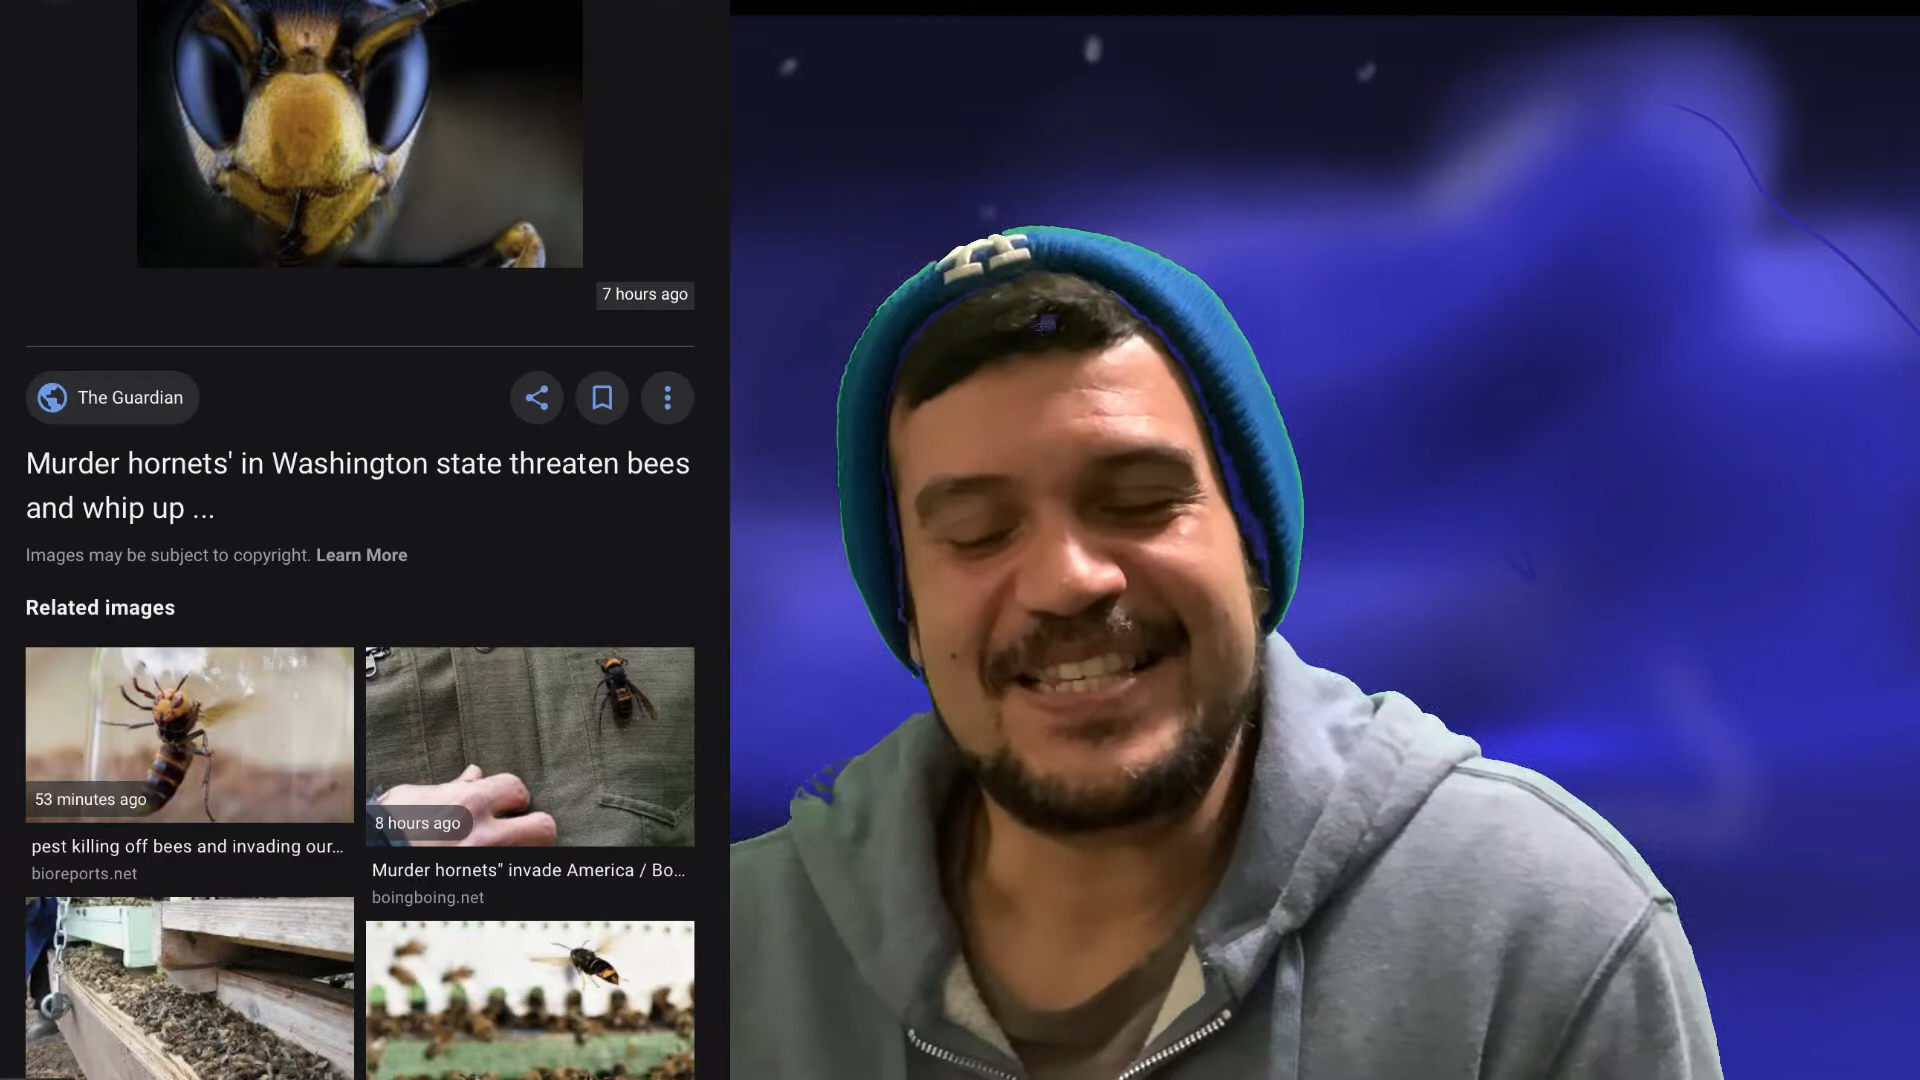 7 hours ago
The Guardian
Murder hornets' in Washington state threaten bees
and whip up ...
Images may be subject to copyright. Learn More
Related images
53 minutes ago
8 hours ago
pest killing off bees and invading our...
bioreports.net
Murder hornets" invade America / Bo...
boingboing.net